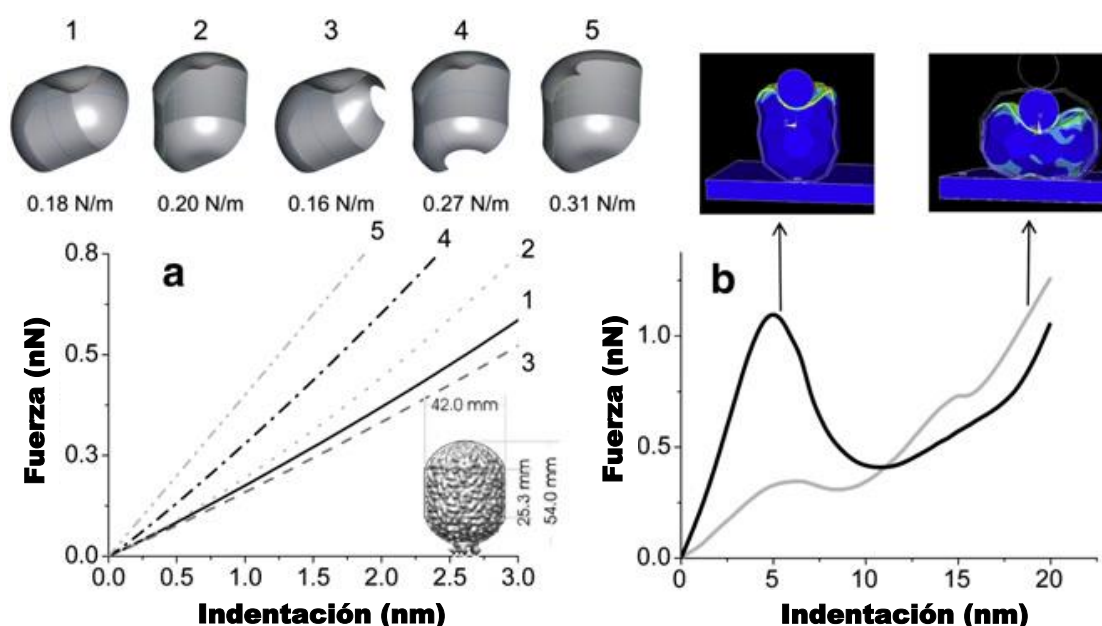 1 2 3 4 5
0.18 N/m 0.20 N/m 0.16 N/m 0.27 N/m 0.31 N/m
a
Fuerza (nN)
0.8
0.5
0.3
0.0
5
4
2
1
3
42.0 mm
25.3 mm
54.0 mm
0.0 0.5 1.0 1.5 2.0 2.5 3.0
Indentación (nm)
b
Fuerza (nN)
1.0
0.5
0.0
0 5 10 15 20
Indentación (nm)